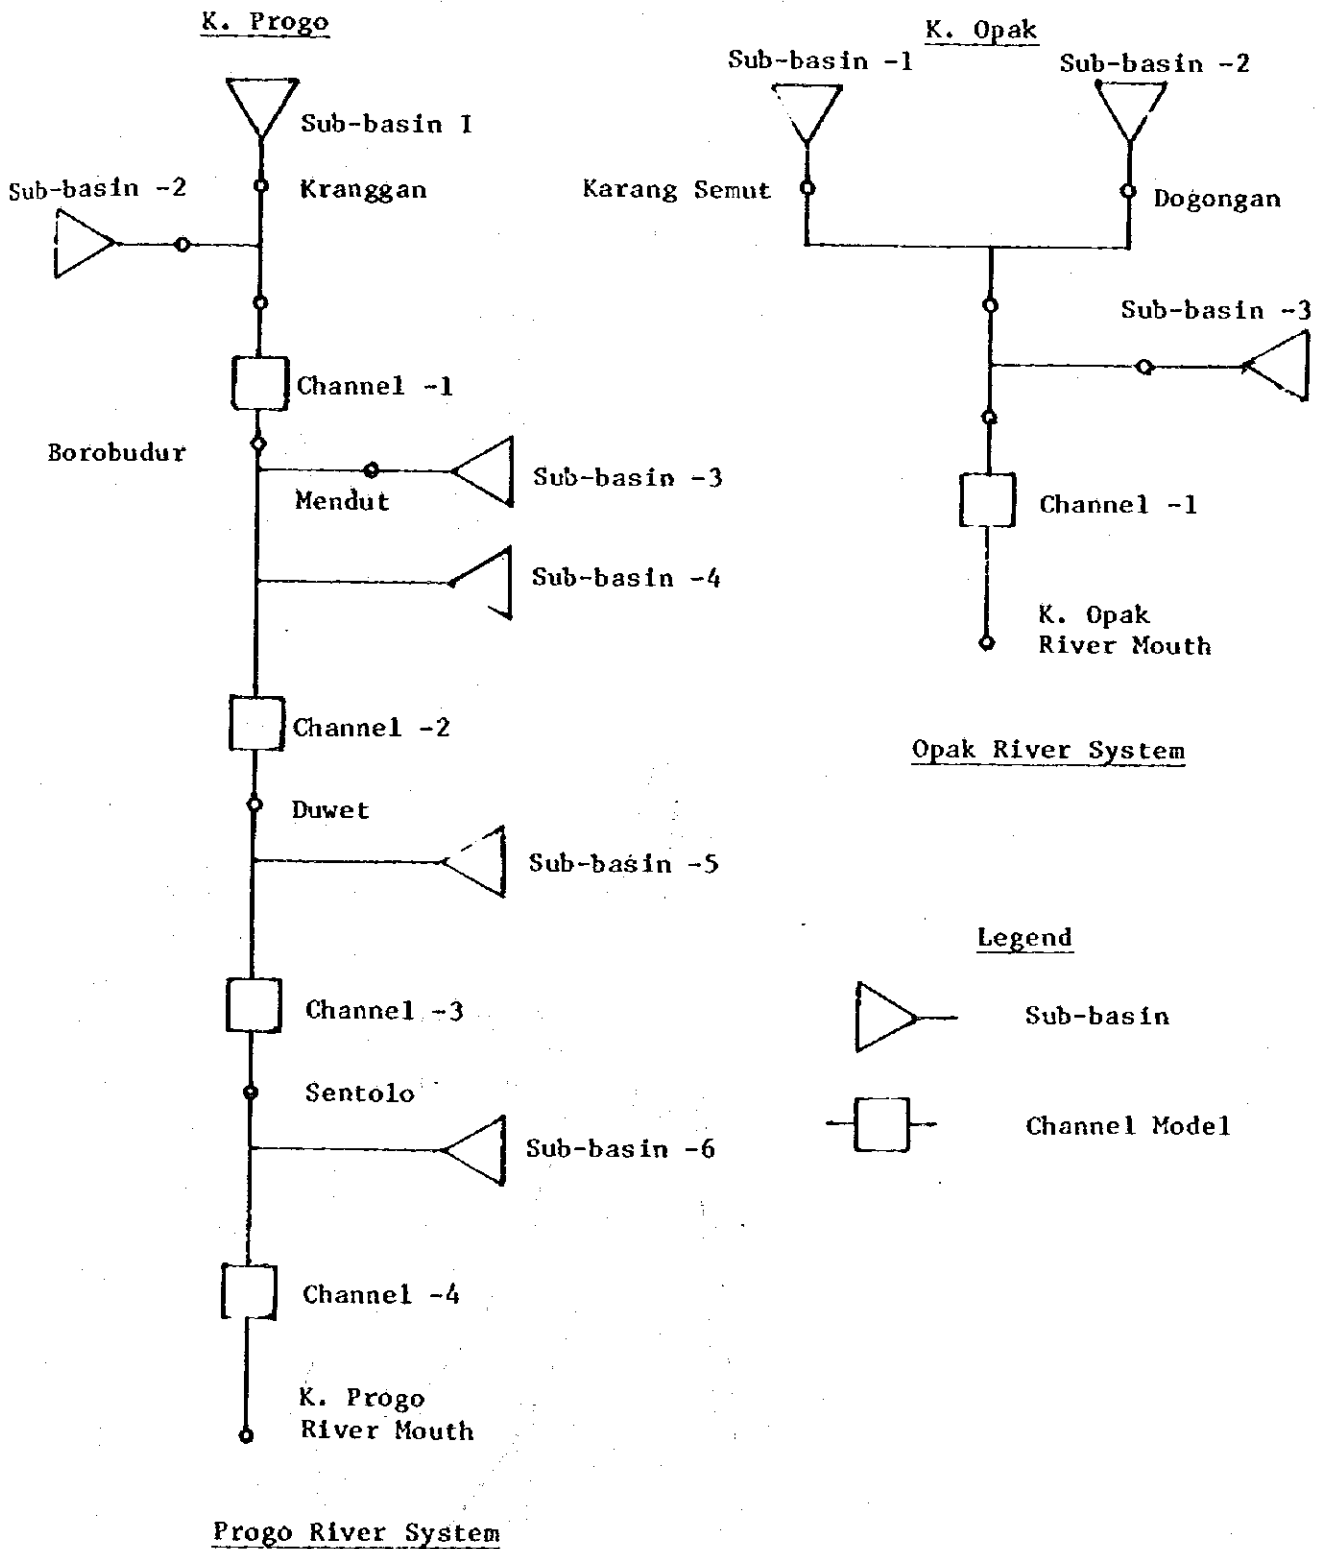 K. Progo
Sub-basin I
Kranggan
Sub-basin -2
Channel -1
Borobudur
Mendut
Sub-basin -3
Sub-basin -4
Channel -2
Duwet
Sub-basin -5
Channel -3
Sentolo
Sub-basin -6
Channel -4
K. Progo
River Mouth
Progo River System
K. Opak
Sub-basin -1
Sub-basin -2
Karang Semut
Dogongan
Sub-basin -3
Channel -1
K. Opak
River Mouth
Opak River System
Legend
Sub-basin
Channel Model